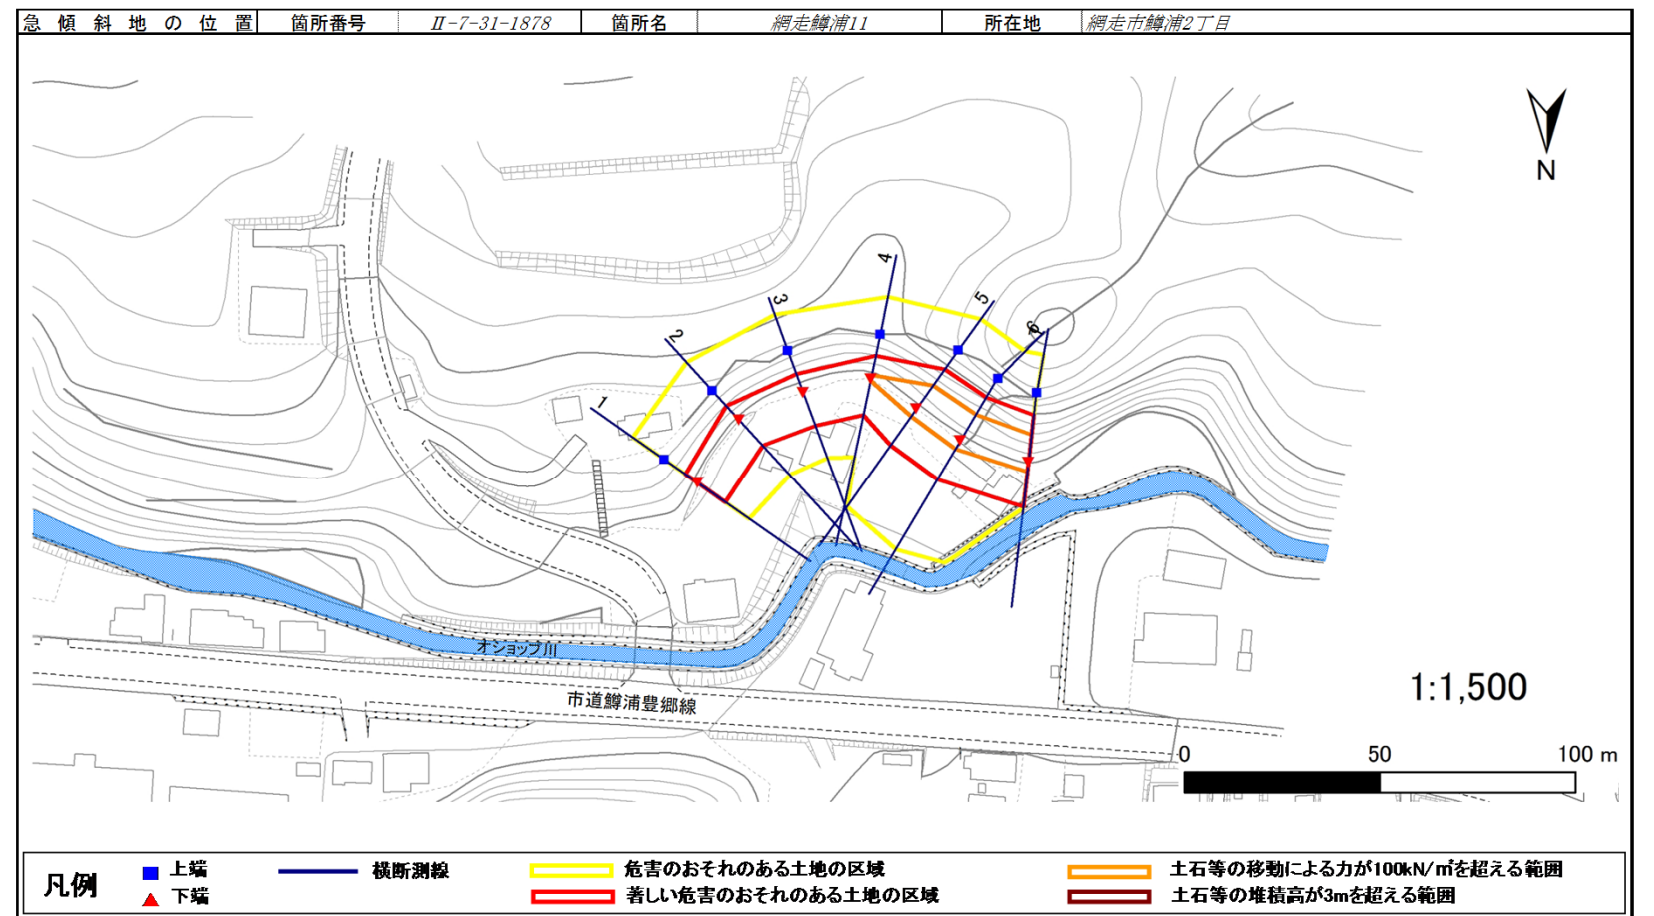 急傾斜地の位置 箇所番号 Ⅱ-7-31-1878 箇所名 網走鱒浦11 所在地 網走市鱒浦2丁目
N
4
3
5
6
2
1
オショップ川
市道鱒浦豊郷線
1:1,500
0 50 100 m
凡例
上端 横断測線 危害のおそれのある土地の区域 土石等の移動による力が100kN/㎡を超える範囲
下端 著しい危害のおそれのある土地の区域 土石等の堆積高が3mを超える範囲